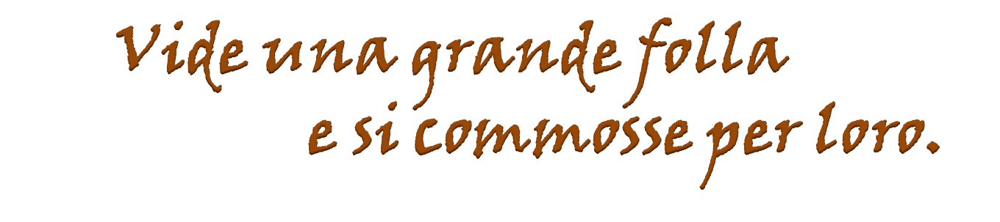 Vide una grande folla
e si commosse per loro.